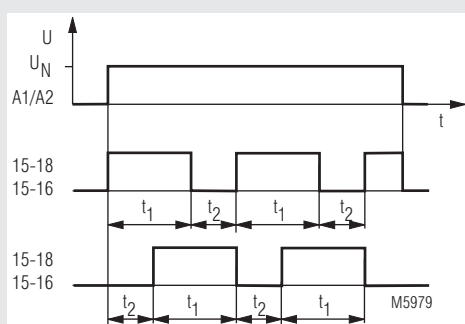 U
U_N
A1/A2
t
15-18
15-16
t1 t2 t1 t2
15-18
15-16
t2 t1 t2 t1
M5979